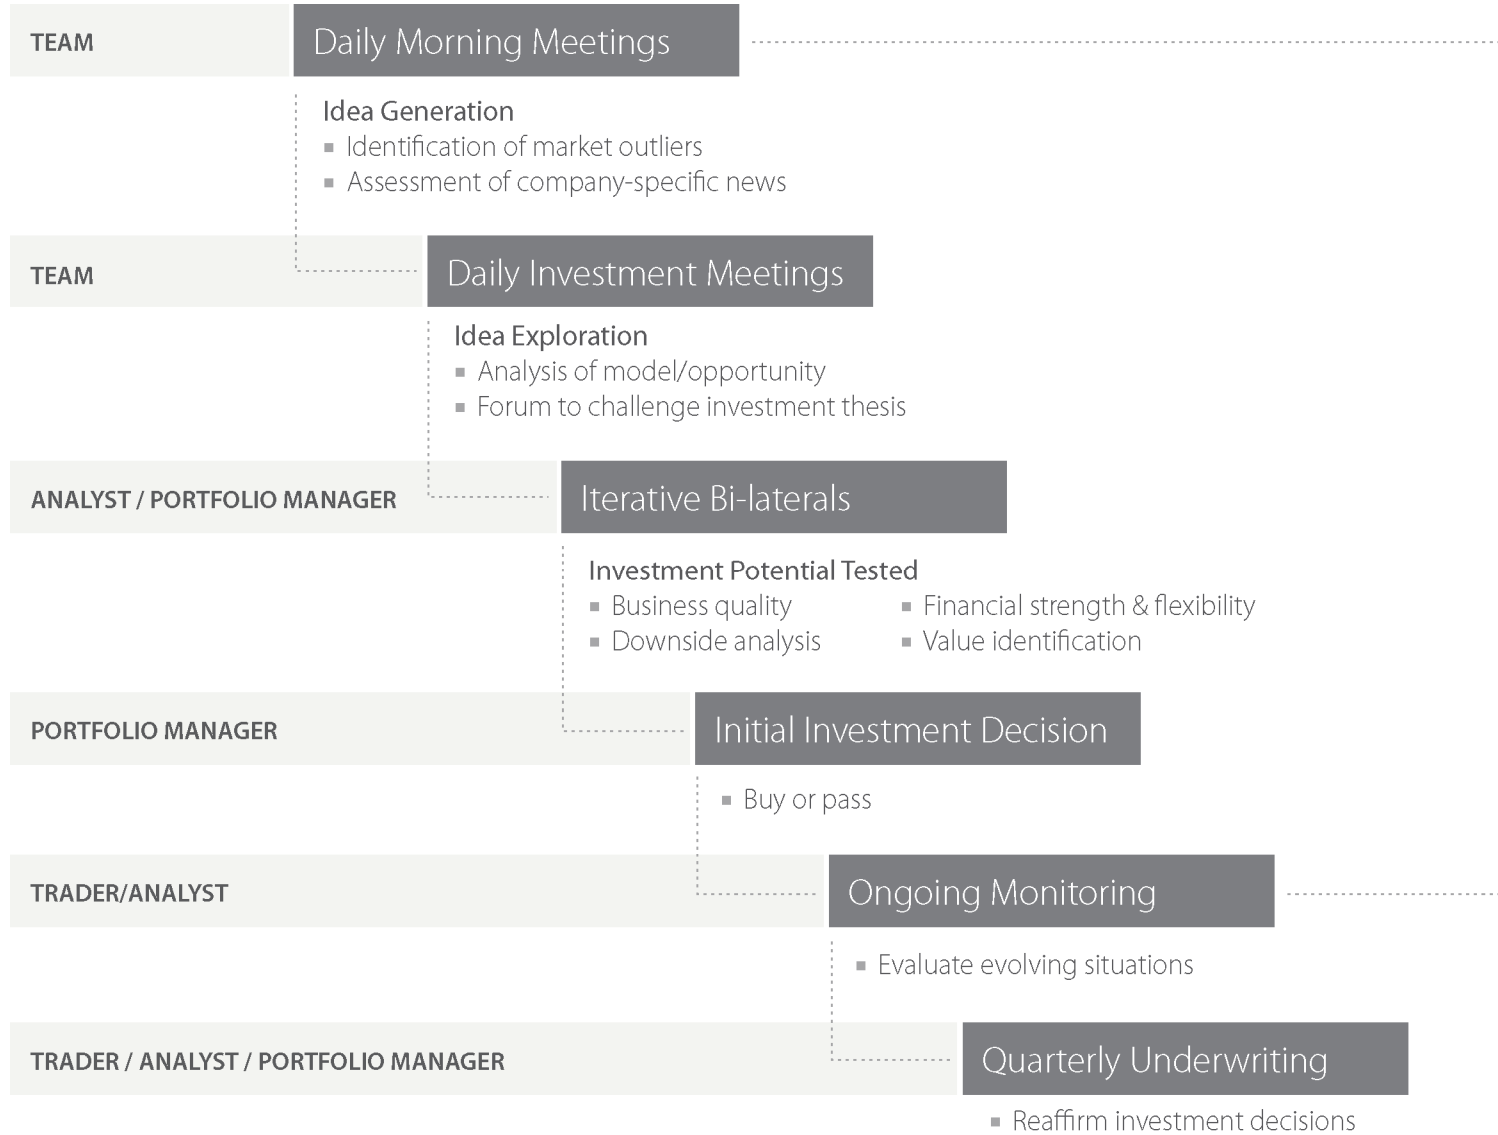 TEAM
Daily Morning Meetings
Idea Generation
Identification of market outliers
Assessment of company-specific news
TEAM
Daily Investment Meetings
Idea Exploration
Analysis of model/opportunity
Forum to challenge investment thesis
ANALYST / PORTFOLIO MANAGER
Iterative Bi-laterals
Investment Potential Tested
Business quality
Financial strength & flexibility
Downside analysis
Value identification
PORTFOLIO MANAGER
Initial Investment Decision
Buy or pass
TRADER/ANALYST
Ongoing Monitoring
Evaluate evolving situations
TRADER / ANALYST / PORTFOLIO MANAGER
Quarterly Underwriting
Reaffirm investment decisions